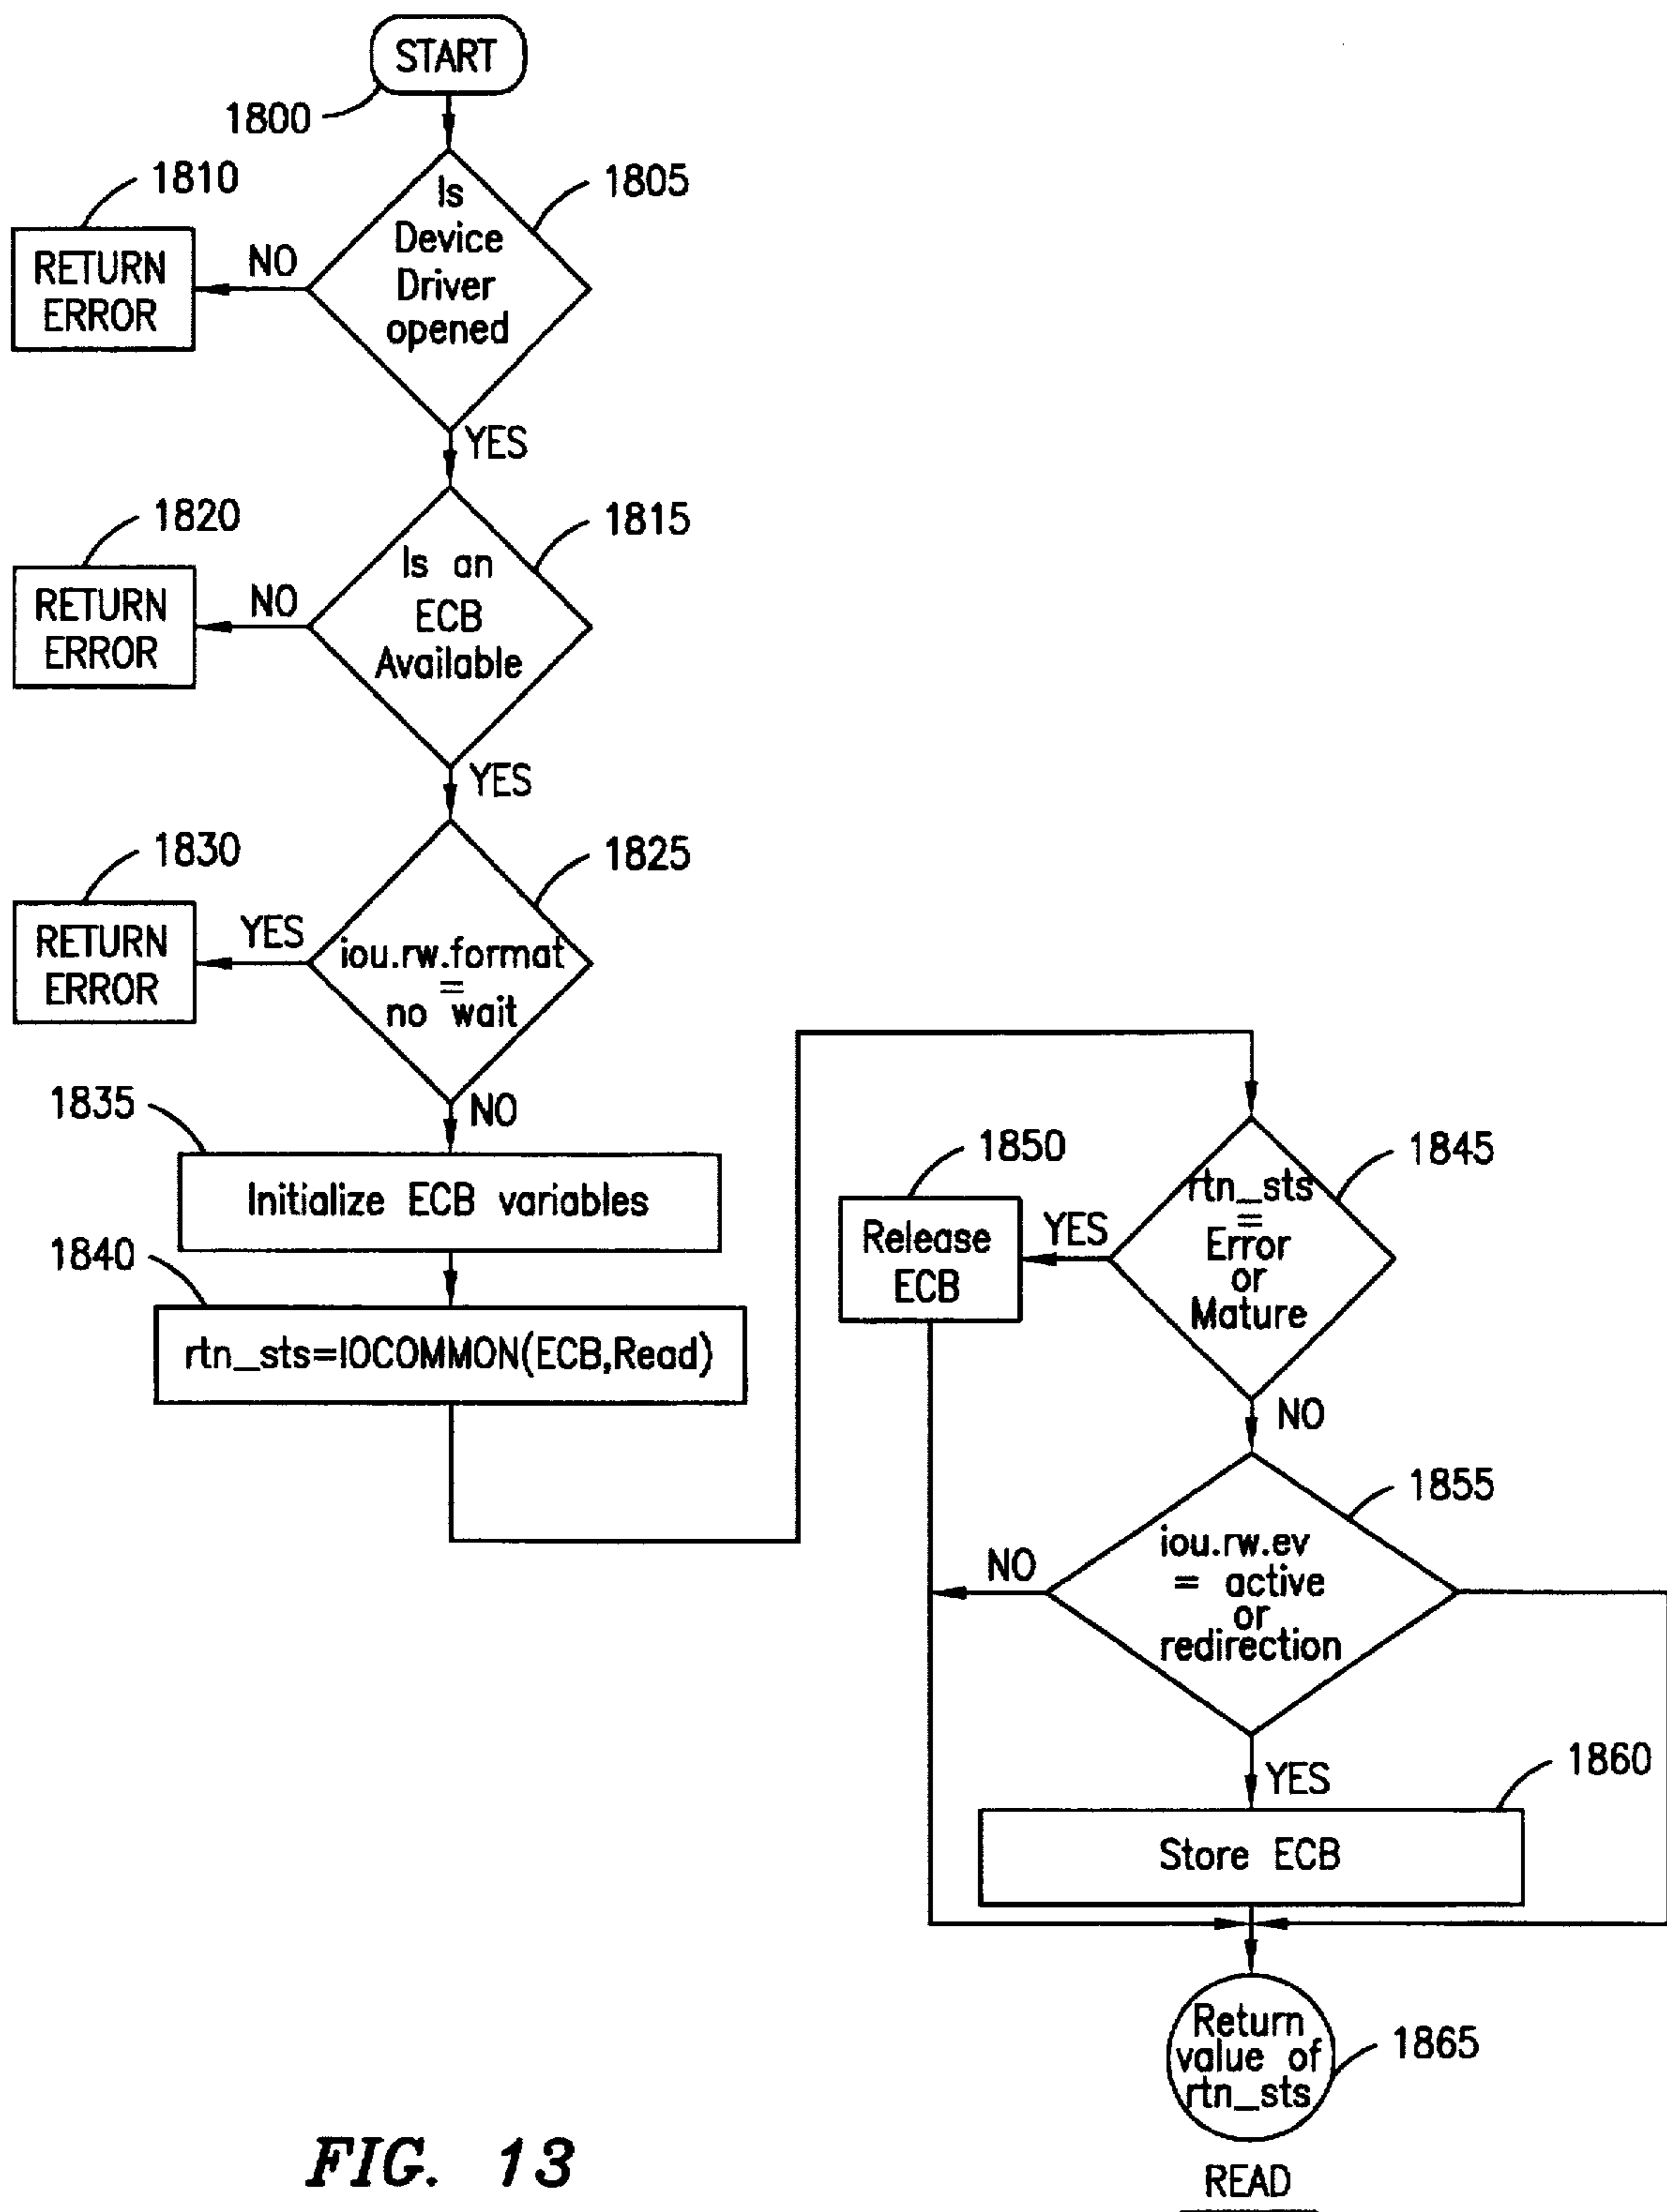 START
1800
1810
Is
Device
Driver
opened
1805
RETURN
ERROR
NO
YES
1820
Is an
ECB
Available
1815
RETURN
ERROR
NO
YES
1830
iou.rw.format
=
no wait
1825
RETURN
ERROR
YES
NO
1835
Initialize ECB variables
1840
rtn_sts=IOCOMMON(ECB,Read)
1850
Release
ECB
YES
rtn_sts
=
Error
or
Mature
1845
NO
1855
NO
iou.rw.ev
= active
or
redirection
YES
1860
Store ECB
Return
value of
rtn_sts
1865
FIG. 13
READ